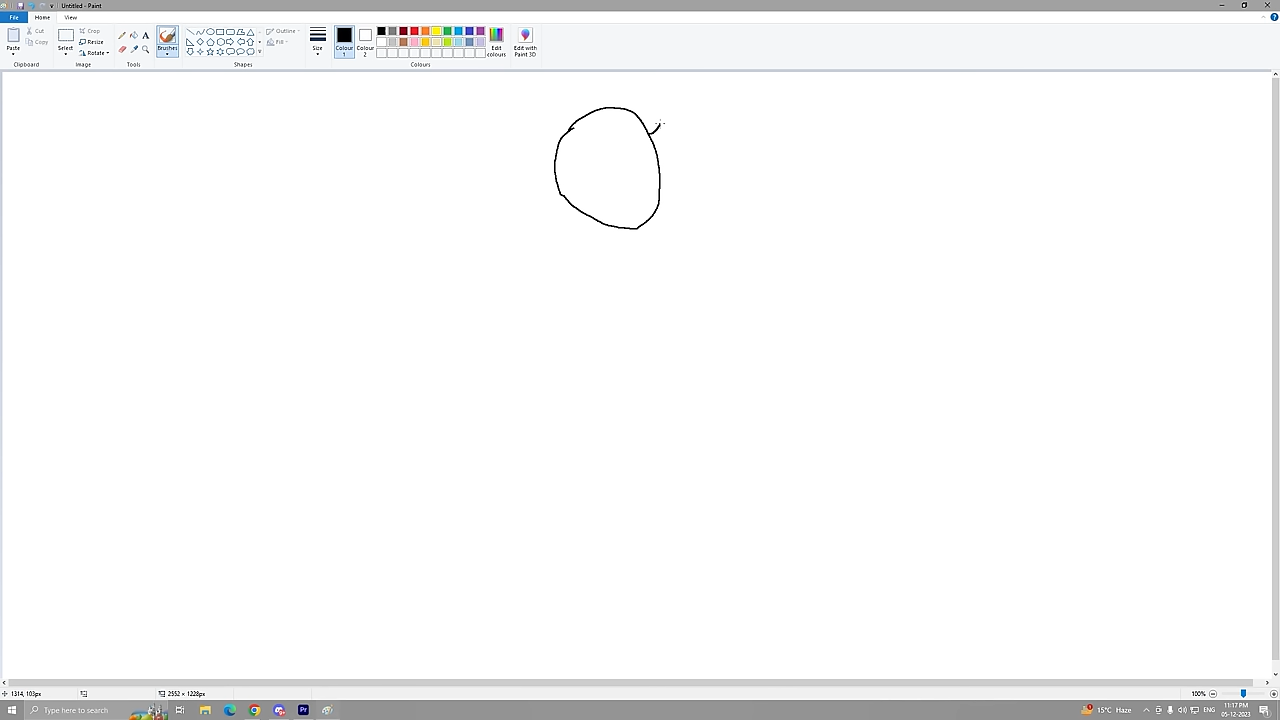 Untitled - Paint
File Home View
Paste
Cut
Copy
Clipboard
Select
Crop
Resize
Rotate
Image
Tools
Brushes
Shapes
Outline
Fill
Size
Colour
1
Colour
2
Colours
Edit
colours
Edit with
Paint 3D
1314, 103px
2552 × 1228px
100%
Type here to search
15°C Haze
ENG
11:17 PM
05-12-2023